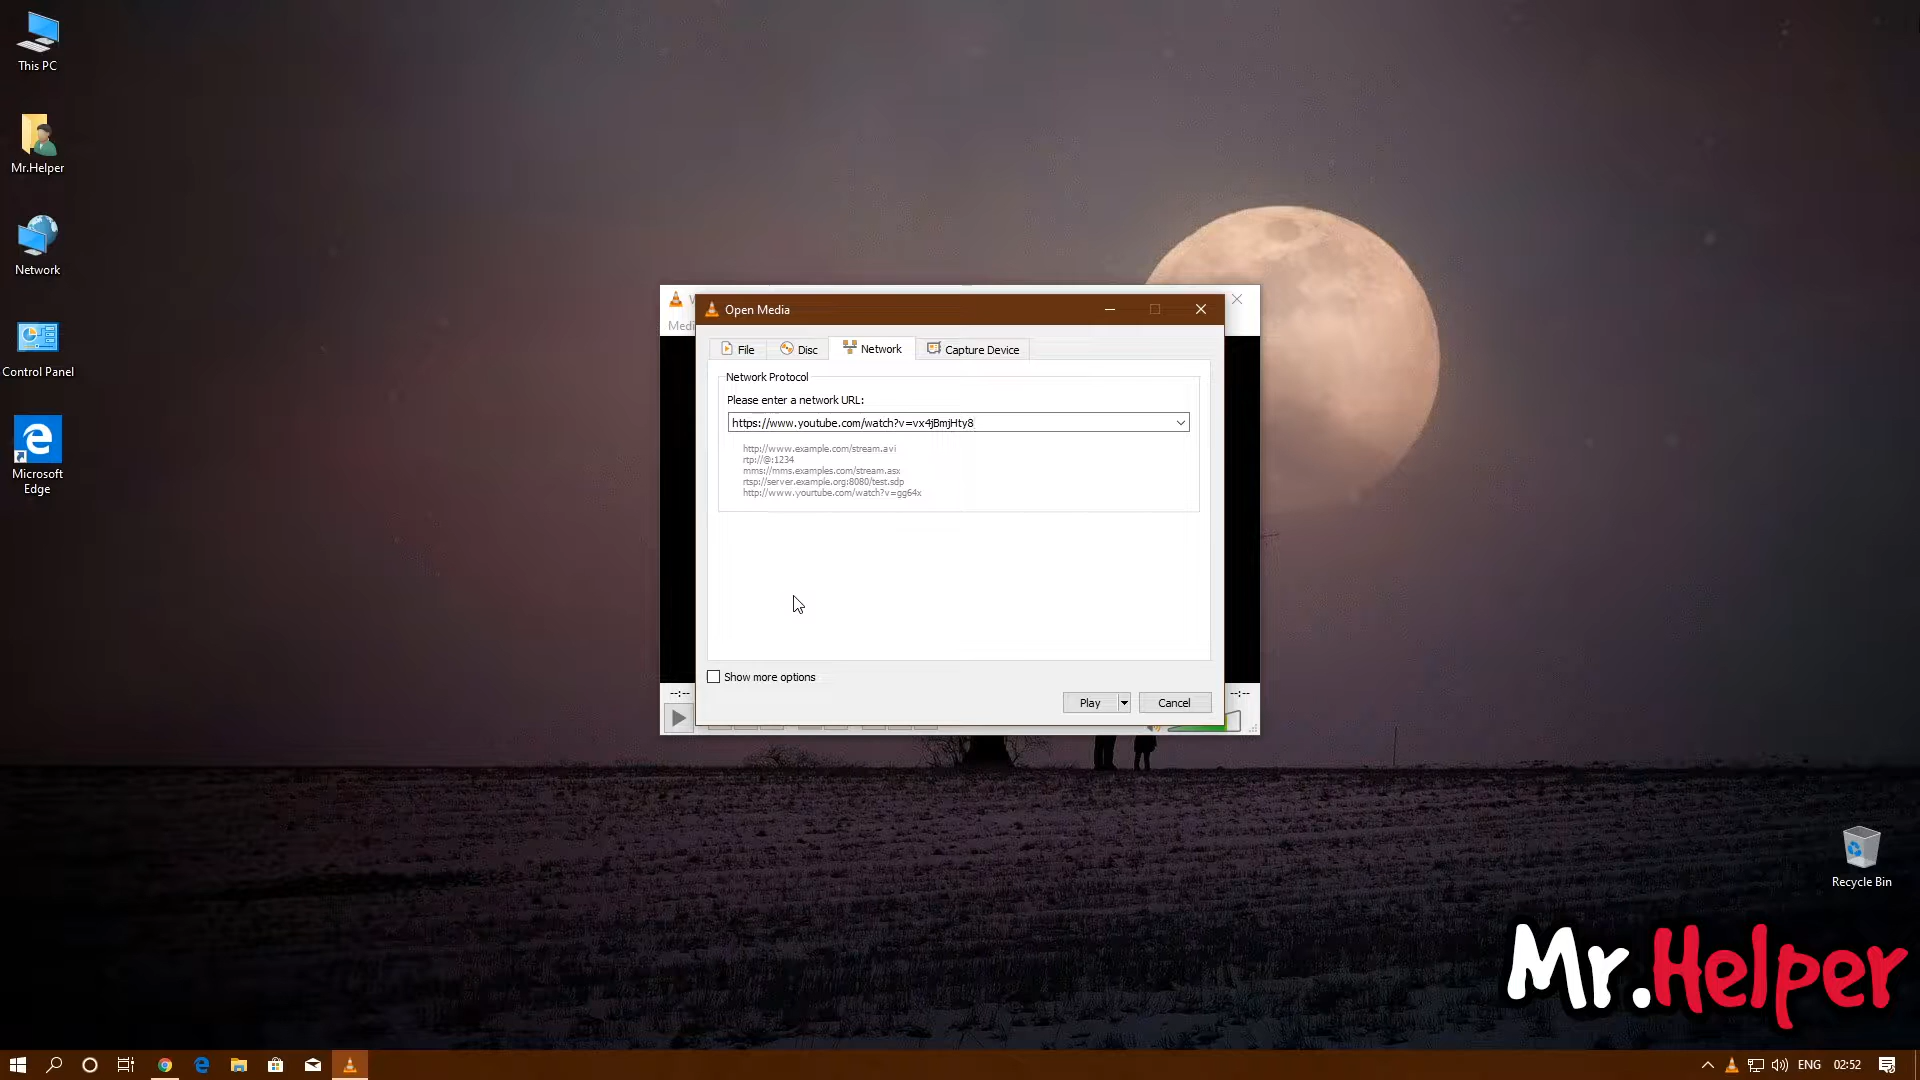 This PC
Mr.Helper
Network
Control Panel
Microsoft
Edge
Open Media
Medi
File
Disc
Network
Capture Device
Network Protocol
Please enter a network URL:
https://www.youtube.com/watch?v=vx4jBmjHty8
http://www.example.com/stream.avi
rtp://@:1234
mms://mms.examples.com/stream.asx
rtsp://server.example.org:8080/test.sdp
http://www.yourtube.com/watch?v=gg64x
Show more options
--:--
--:--
Play
Cancel
Recycle Bin
Mr.Helper
ENG
02:52